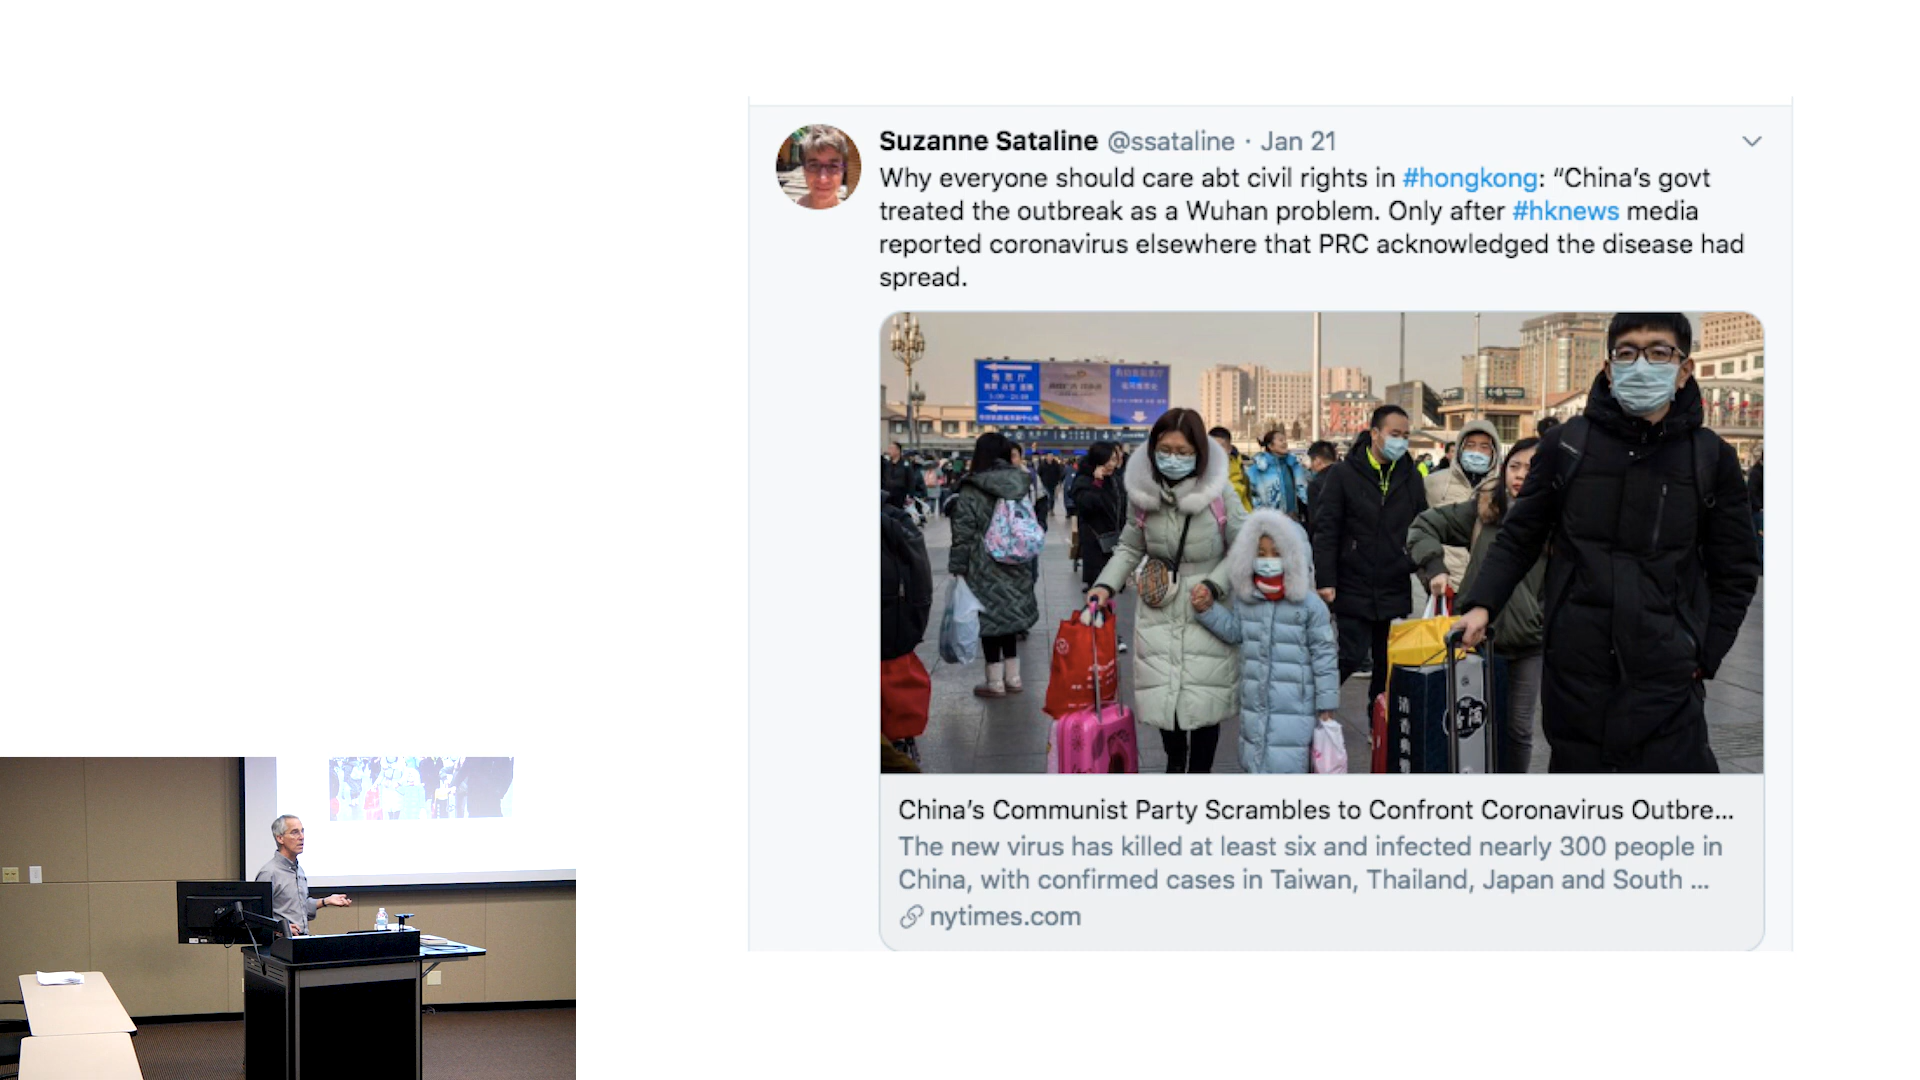 Suzanne Sataline @ssataline · Jan 21
Why everyone should care abt civil rights in #hongkong: “China’s govt
treated the outbreak as a Wuhan problem. Only after #hknews media
reported coronavirus elsewhere that PRC acknowledged the disease had
spread.
China’s Communist Party Scrambles to Confront Coronavirus Outbre...
The new virus has killed at least six and infected nearly 300 people in
China, with confirmed cases in Taiwan, Thailand, Japan and South ...
nytimes.com